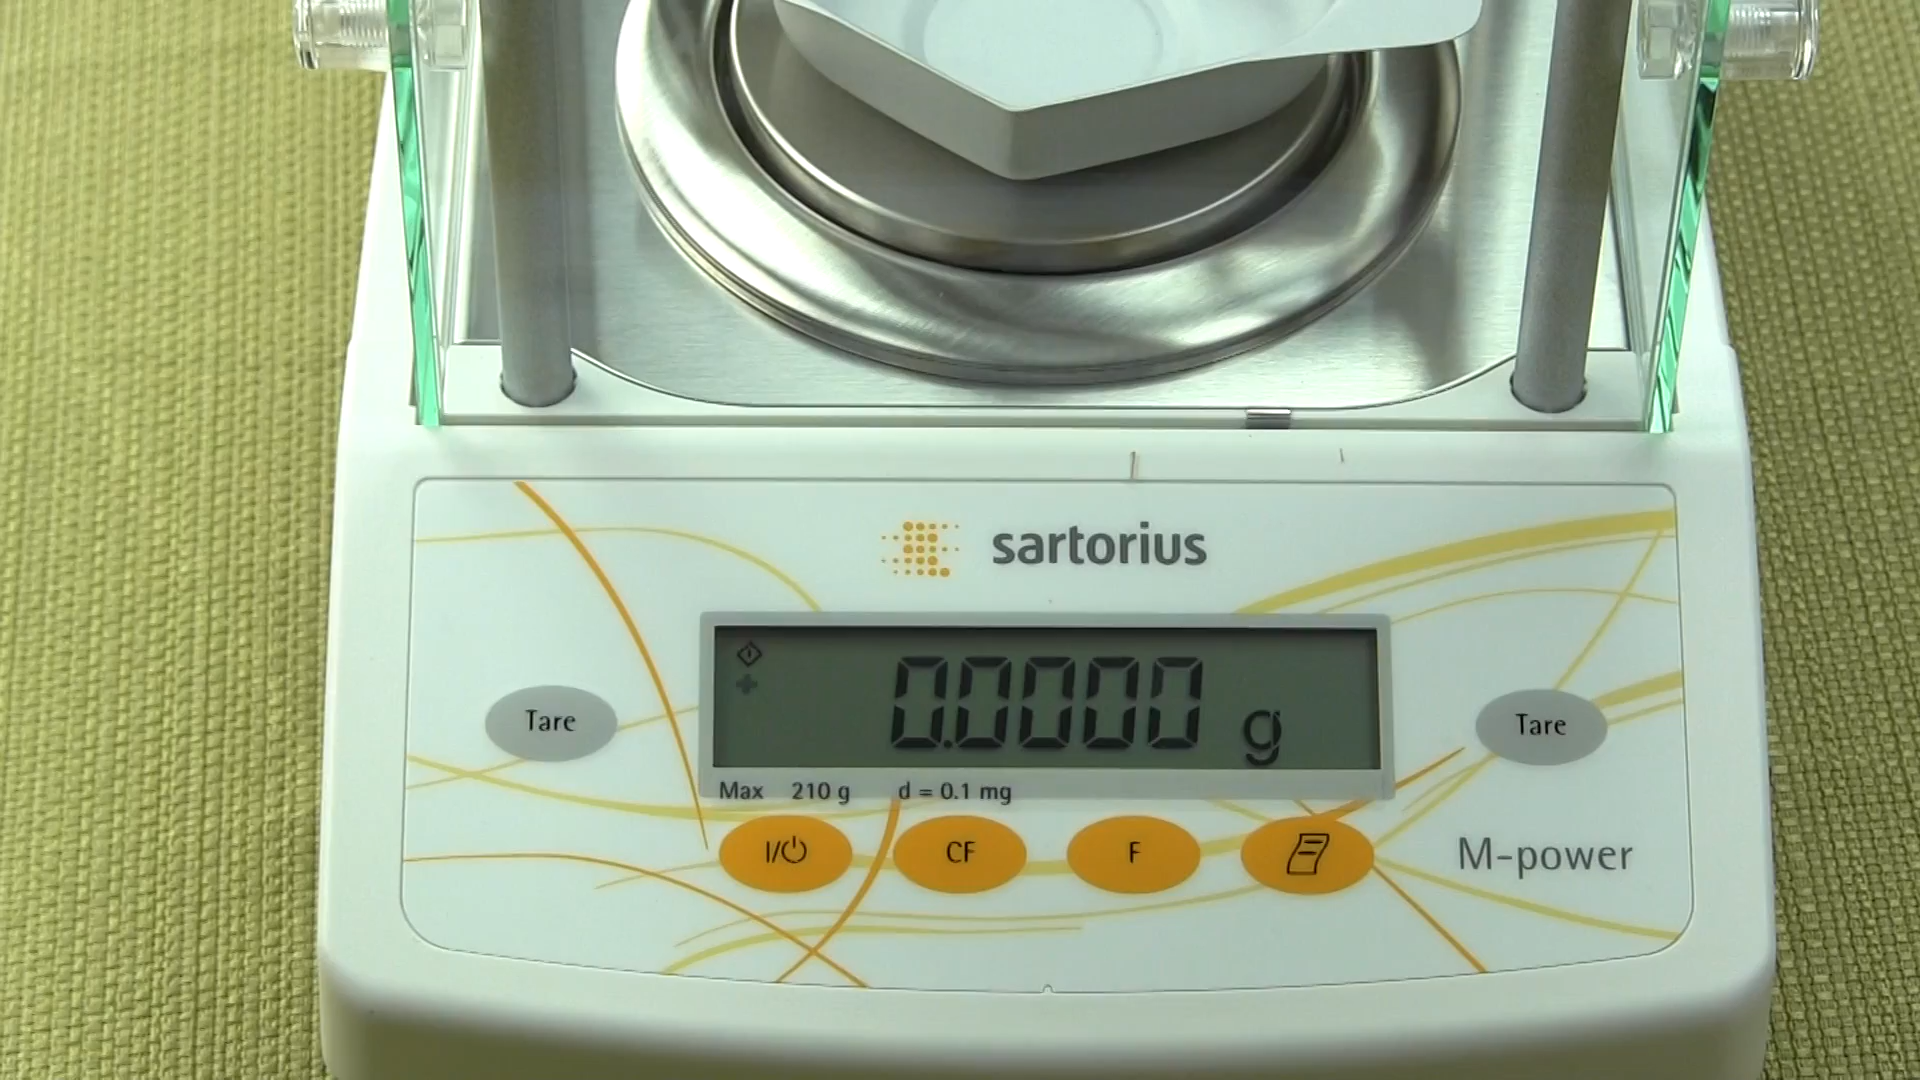 sartorius
0.0000 g
Tare
Tare
Max 210 g d = 0.1 mg
I/⏻ CF F
M-power